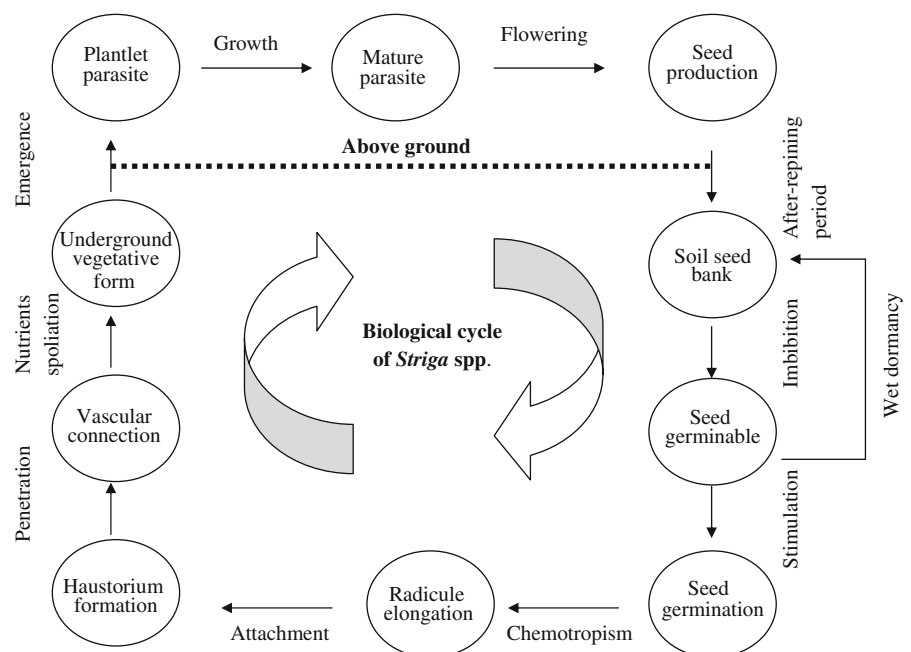 Plantlet
parasite
Growth
Mature
parasite
Flowering
Seed
production
Emergence
Above ground
After-repining
period
Underground
vegetative
form
Soil seed
bank
Nutrients
spoliation
Biological cycle
of Striga spp.
Imbibition
Wet dormancy
Vascular
connection
Seed
germinable
Penetration
Stimulation
Haustorium
formation
Attachment
Radicule
elongation
Chemotropism
Seed
germination